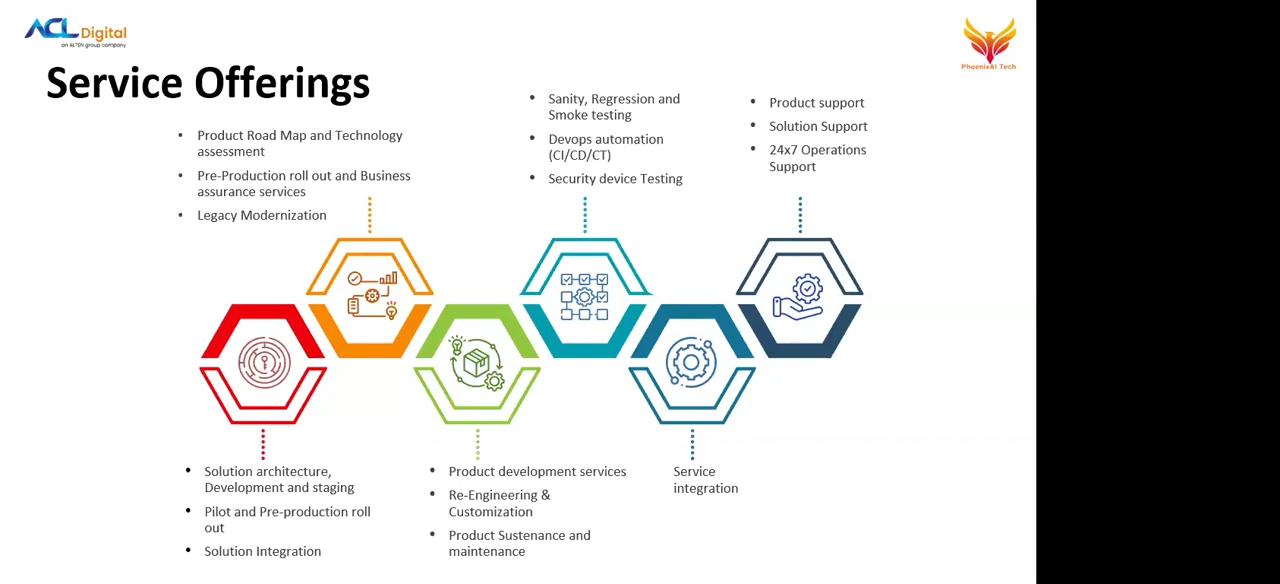 ACL Digital
an ALTEN group company
PhoenixAI Tech
Service Offerings
• Product Road Map and Technology
assessment
• Pre-Production roll out and Business
assurance services
• Legacy Modernization
• Sanity, Regression and
Smoke testing
• Devops automation
(CI/CD/CT)
• Security device Testing
• Product support
• Solution Support
• 24x7 Operations
Support
• Solution architecture,
Development and staging
• Pilot and Pre-production roll
out
• Solution Integration
• Product development services
• Re-Engineering &
Customization
• Product Sustenance and
maintenance
Service
integration